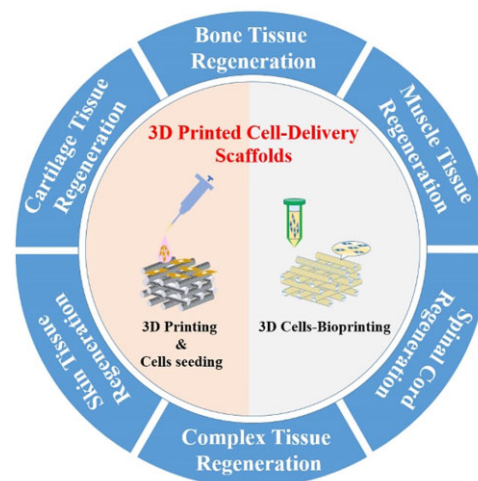 Bone Tissue
Regeneration
Muscle Tissue
Regeneration
Spinal Cord
Regeneration
Complex Tissue
Regeneration
Skin Tissue
Regeneration
Cartilage Tissue
Regeneration
3D Printed Cell-Delivery
Scaffolds
3D Printing
&
Cells seeding
3D Cells-Bioprinting